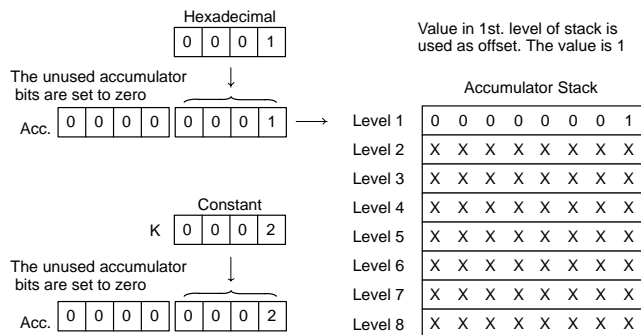 Hexadecimal
0 0 0 1
The unused accumulator
bits are set to zero
Acc. 0 0 0 0 0 0 0 1
Constant
K 0 0 0 2
The unused accumulator
bits are set to zero
Acc. 0 0 0 0 0 0 0 2
Value in 1st. level of stack is
used as offset. The value is 1
Accumulator Stack
Level 1 0 0 0 0 0 0 0 1
Level 2 X X X X X X X X
Level 3 X X X X X X X X
Level 4 X X X X X X X X
Level 5 X X X X X X X X
Level 6 X X X X X X X X
Level 7 X X X X X X X X
Level 8 X X X X X X X X